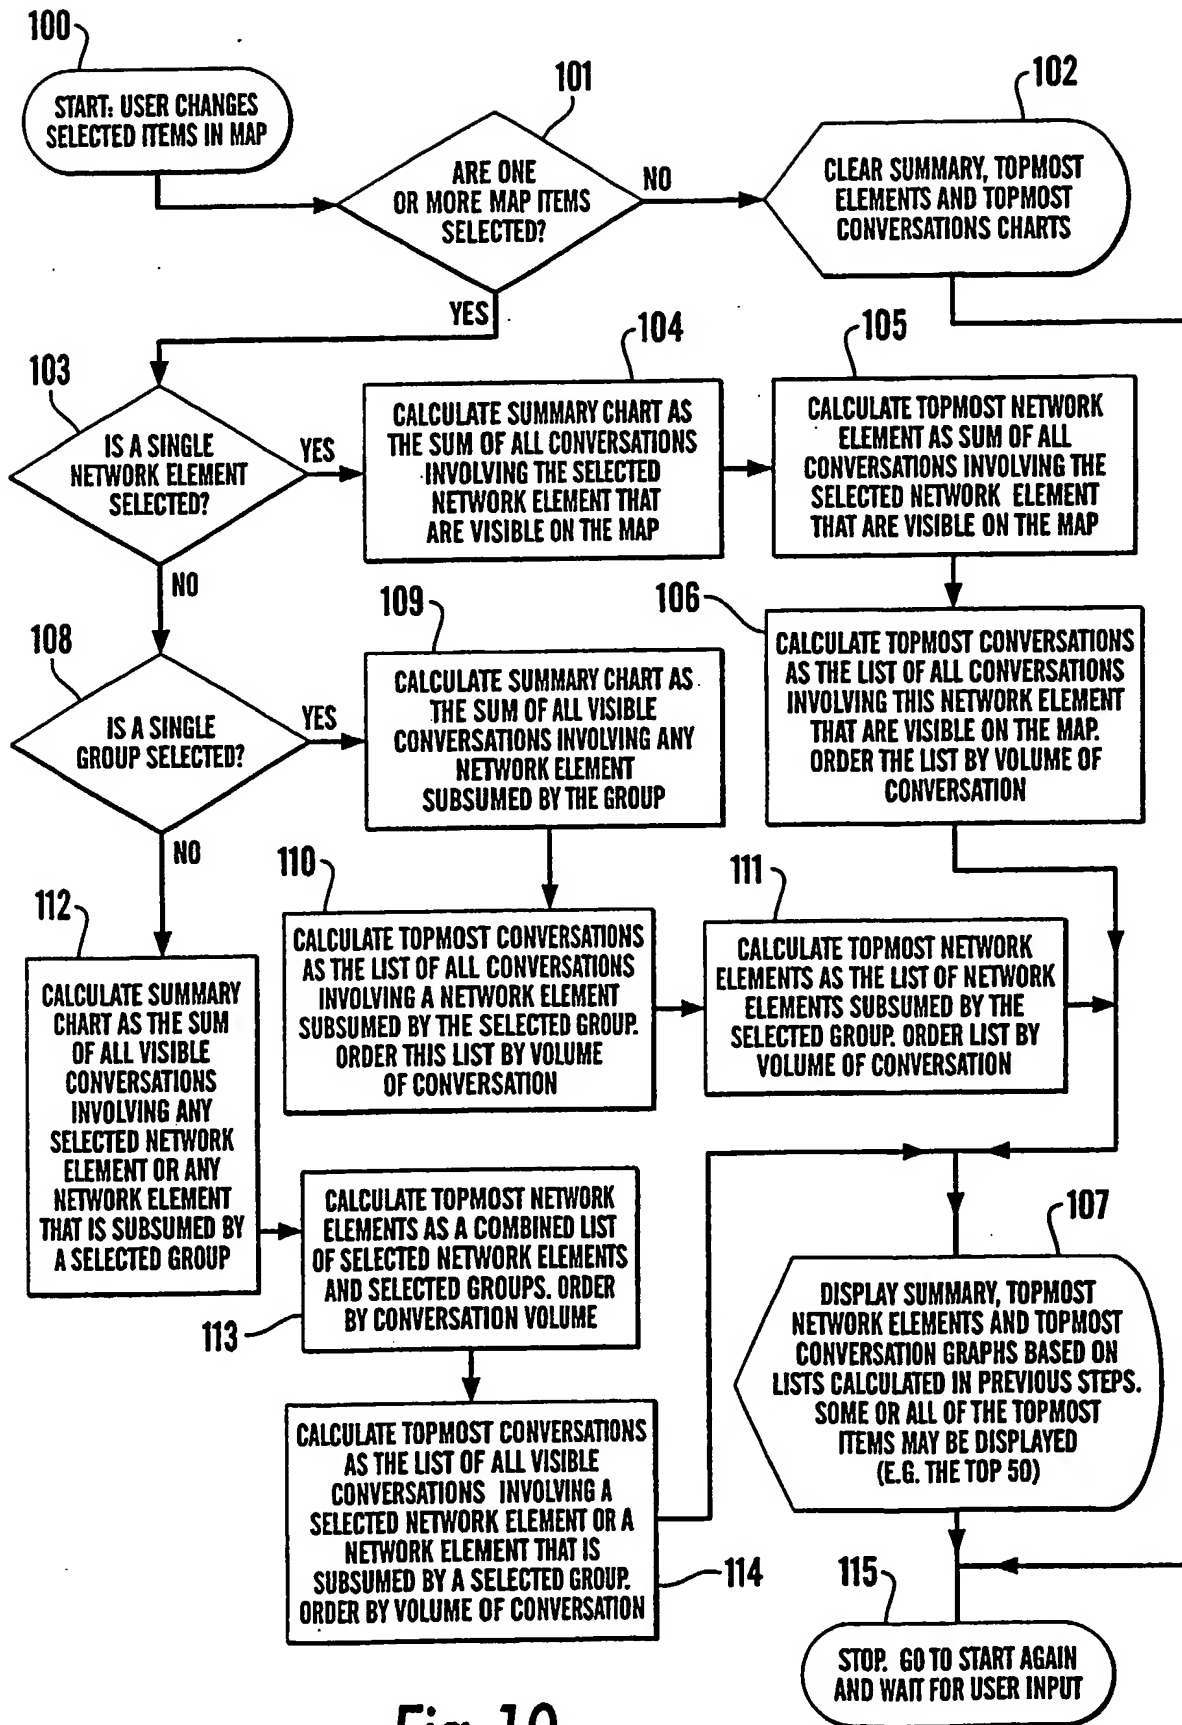 100
START: USER CHANGES
SELECTED ITEMS IN MAP
101
ARE ONE
OR MORE MAP ITEMS
SELECTED?
NO
YES
102
CLEAR SUMMARY, TOPMOST
ELEMENTS AND TOPMOST
CONVERSATIONS CHARTS
103
IS A SINGLE
NETWORK ELEMENT
SELECTED?
YES
NO
104
CALCULATE SUMMARY CHART AS
THE SUM OF ALL CONVERSATIONS
INVOLVING THE SELECTED
NETWORK ELEMENT THAT
ARE VISIBLE ON THE MAP
105
CALCULATE TOPMOST NETWORK
ELEMENT AS SUM OF ALL
CONVERSATIONS INVOLVING THE
SELECTED NETWORK ELEMENT
THAT ARE VISIBLE ON THE MAP
106
CALCULATE TOPMOST CONVERSATIONS
AS THE LIST OF ALL CONVERSATIONS
INVOLVING THIS NETWORK ELEMENT
THAT ARE VISIBLE ON THE MAP.
ORDER THE LIST BY VOLUME OF
CONVERSATION
108
IS A SINGLE
GROUP SELECTED?
YES
NO
109
CALCULATE SUMMARY CHART AS
THE SUM OF ALL VISIBLE
CONVERSATIONS INVOLVING ANY
NETWORK ELEMENT
SUBSUMED BY THE GROUP
110
CALCULATE TOPMOST CONVERSATIONS
AS THE LIST OF ALL CONVERSATIONS
INVOLVING A NETWORK ELEMENT
SUBSUMED BY THE SELECTED GROUP.
ORDER THIS LIST BY VOLUME
OF CONVERSATION
111
CALCULATE TOPMOST NETWORK
ELEMENTS AS THE LIST OF NETWORK
ELEMENTS SUBSUMED BY THE
SELECTED GROUP. ORDER LIST BY
VOLUME OF CONVERSATION
112
CALCULATE SUMMARY
CHART AS THE SUM
OF ALL VISIBLE
CONVERSATIONS
INVOLVING ANY
SELECTED NETWORK
ELEMENT OR ANY
NETWORK ELEMENT
THAT IS SUBSUMED BY
A SELECTED GROUP
CALCULATE TOPMOST NETWORK
ELEMENTS AS A COMBINED LIST
OF SELECTED NETWORK ELEMENTS
AND SELECTED GROUPS. ORDER
BY CONVERSATION VOLUME
113
CALCULATE TOPMOST CONVERSATIONS
AS THE LIST OF ALL VISIBLE
CONVERSATIONS INVOLVING A
SELECTED NETWORK ELEMENT OR A
NETWORK ELEMENT THAT IS
SUBSUMED BY A SELECTED GROUP.
ORDER BY VOLUME OF CONVERSATION
114
107
DISPLAY SUMMARY, TOPMOST
NETWORK ELEMENTS AND TOPMOST
CONVERSATION GRAPHS BASED ON
LISTS CALCULATED IN PREVIOUS STEPS.
SOME OR ALL OF THE TOPMOST
ITEMS MAY BE DISPLAYED
(E.G. THE TOP 50)
115
STOP. GO TO START AGAIN
AND WAIT FOR USER INPUT